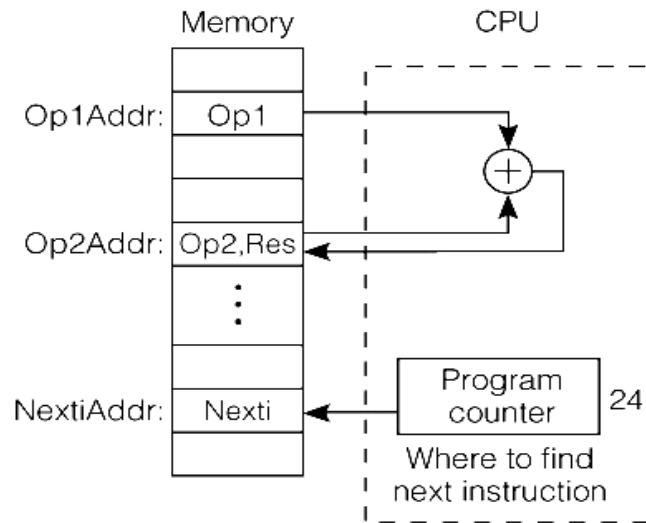 Memory
CPU
Op1Addr: Op1
+
Op2Addr: Op2,Res
NextiAddr: Nexti
Program
counter
24
Where to find
next instruction